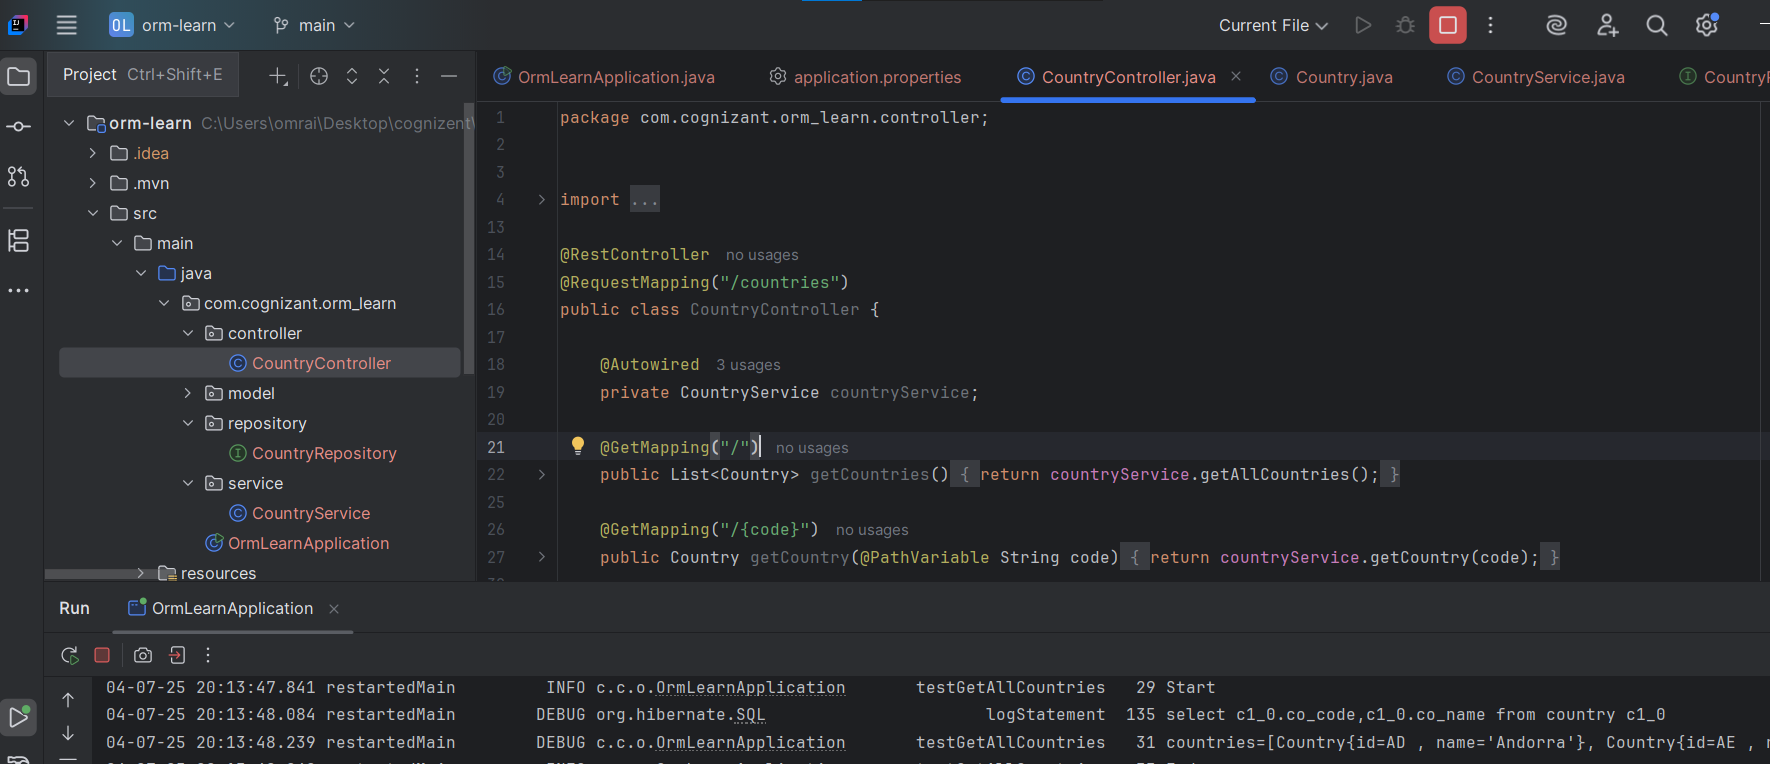 OL orm-learn main Current File
Project Ctrl+Shift+E
OrmLearnApplication.java application.properties CountryController.java Country.java CountryService.java
orm-learn C:\Users\omrai\Desktop\cognizent\
.idea
.mvn
src
main
java
com.cognizant.orm_learn
controller
CountryController
model
repository
CountryRepository
service
CountryService
OrmLearnApplication
resources
1 package com.cognizant.orm_learn.controller;
2
3
4 import ...
13
14 @RestController no usages
15 @RequestMapping("/countries")
16 public class CountryController {
17
18 @Autowired 3 usages
19 private CountryService countryService;
20
21 @GetMapping("/") no usages
22 public List<Country> getCountries() { return countryService.getAllCountries(); }
25
26 @GetMapping("/{code}") no usages
27 public Country getCountry(@PathVariable String code) { return countryService.getCountry(code); }
Run OrmLearnApplication
04-07-25 20:13:47.841 restartedMain INFO c.c.o.OrmLearnApplication testGetAllCountries 29 Start
04-07-25 20:13:48.084 restartedMain DEBUG org.hibernate.SQL logStatement 135 select c1_0.co_code,c1_0.co_name from country c1_0
04-07-25 20:13:48.239 restartedMain DEBUG c.c.o.OrmLearnApplication testGetAllCountries 31 countries=[Country{id=AD , name='Andorra'}, Country{id=AE ,